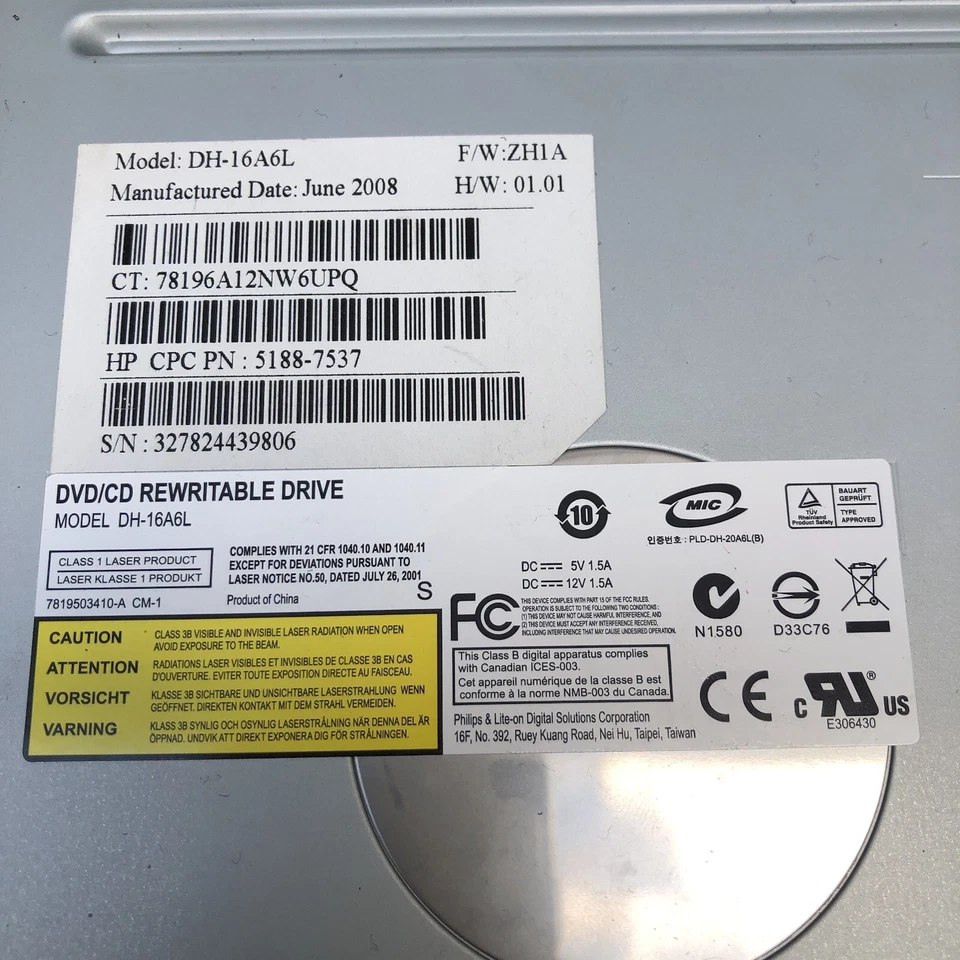 Model: DH-16A6L
F/W:ZH1A
Manufactured Date: June 2008
H/W: 01.01
CT: 78196A12NW6UPQ
HP CPC PN : 5188-7537
S/N : 327824439806
DVD/CD REWRITABLE DRIVE
MODEL DH-16A6L
CLASS 1 LASER PRODUCT
LASER KLASSE 1 PRODUKT
COMPLIES WITH 21 CFR 1040.10 AND 1040.11
EXCEPT FOR DEVIATIONS PURSUANT TO
LASER NOTICE NO.50, DATED JULY 26, 2001
7819503410-A CM-1
Product of China
S
10
MIC
인증번호 : PLD-DH-20A6L(B)
TÜV
Rheinland
Product Safety
BAUART
GEPRÜFT
TYPE
APPROVED
DC 5V 1.5A
DC 12V 1.5A
FC
THIS DEVICE COMPLIES WITH PART 15 OF THE FCC RULES.
OPERATION IS SUBJECT TO THE FOLLOWING TWO CONDITIONS :
(1) THIS DEVICE MAY NOT CAUSE HARMFUL INTERFERENCE, AND
(2) THIS DEVICE MUST ACCEPT ANY INTERFERENCE RECEIVED,
INCLUDING INTERFERENCE THAT MAY CAUSE UNDESIRED OPERATION.
N1580
D33C76
CAUTION
CLASS 3B VISIBLE AND INVISIBLE LASER RADIATION WHEN OPEN
AVOID EXPOSURE TO THE BEAM.
ATTENTION
RADIATIONS LASER VISIBLES ET INVISIBLES DE CLASSE 3B EN CAS
D'OUVERTURE. EVITER TOUTE EXPOSITION DIRECTE AU FAISCEAU.
VORSICHT
KLASSE 3B SICHTBARE UND UNSICHTBARE LASERSTRAHLUNG WENN
GEÖFFNET. DIREKTEN KONTAKT MIT DEM STRAHL VERMEIDEN.
VARNING
KLASS 3B SYNLIG OCH OSYNLIG LASERSTRÅLNING NÄR DENNA DEL ÄR
ÖPPNAD. UNDVIK ATT DIREKT EXPONERA DIG FÖR STRÅLNINGEN.
This Class B digital apparatus complies
with Canadian ICES-003.
Cet appareil numérique de la classe B est
conforme à la norme NMB-003 du Canada.
Philips & Lite-on Digital Solutions Corporation
16F, No. 392, Ruey Kuang Road, Nei Hu, Taipei, Taiwan
CE
c RU ® US
E306430